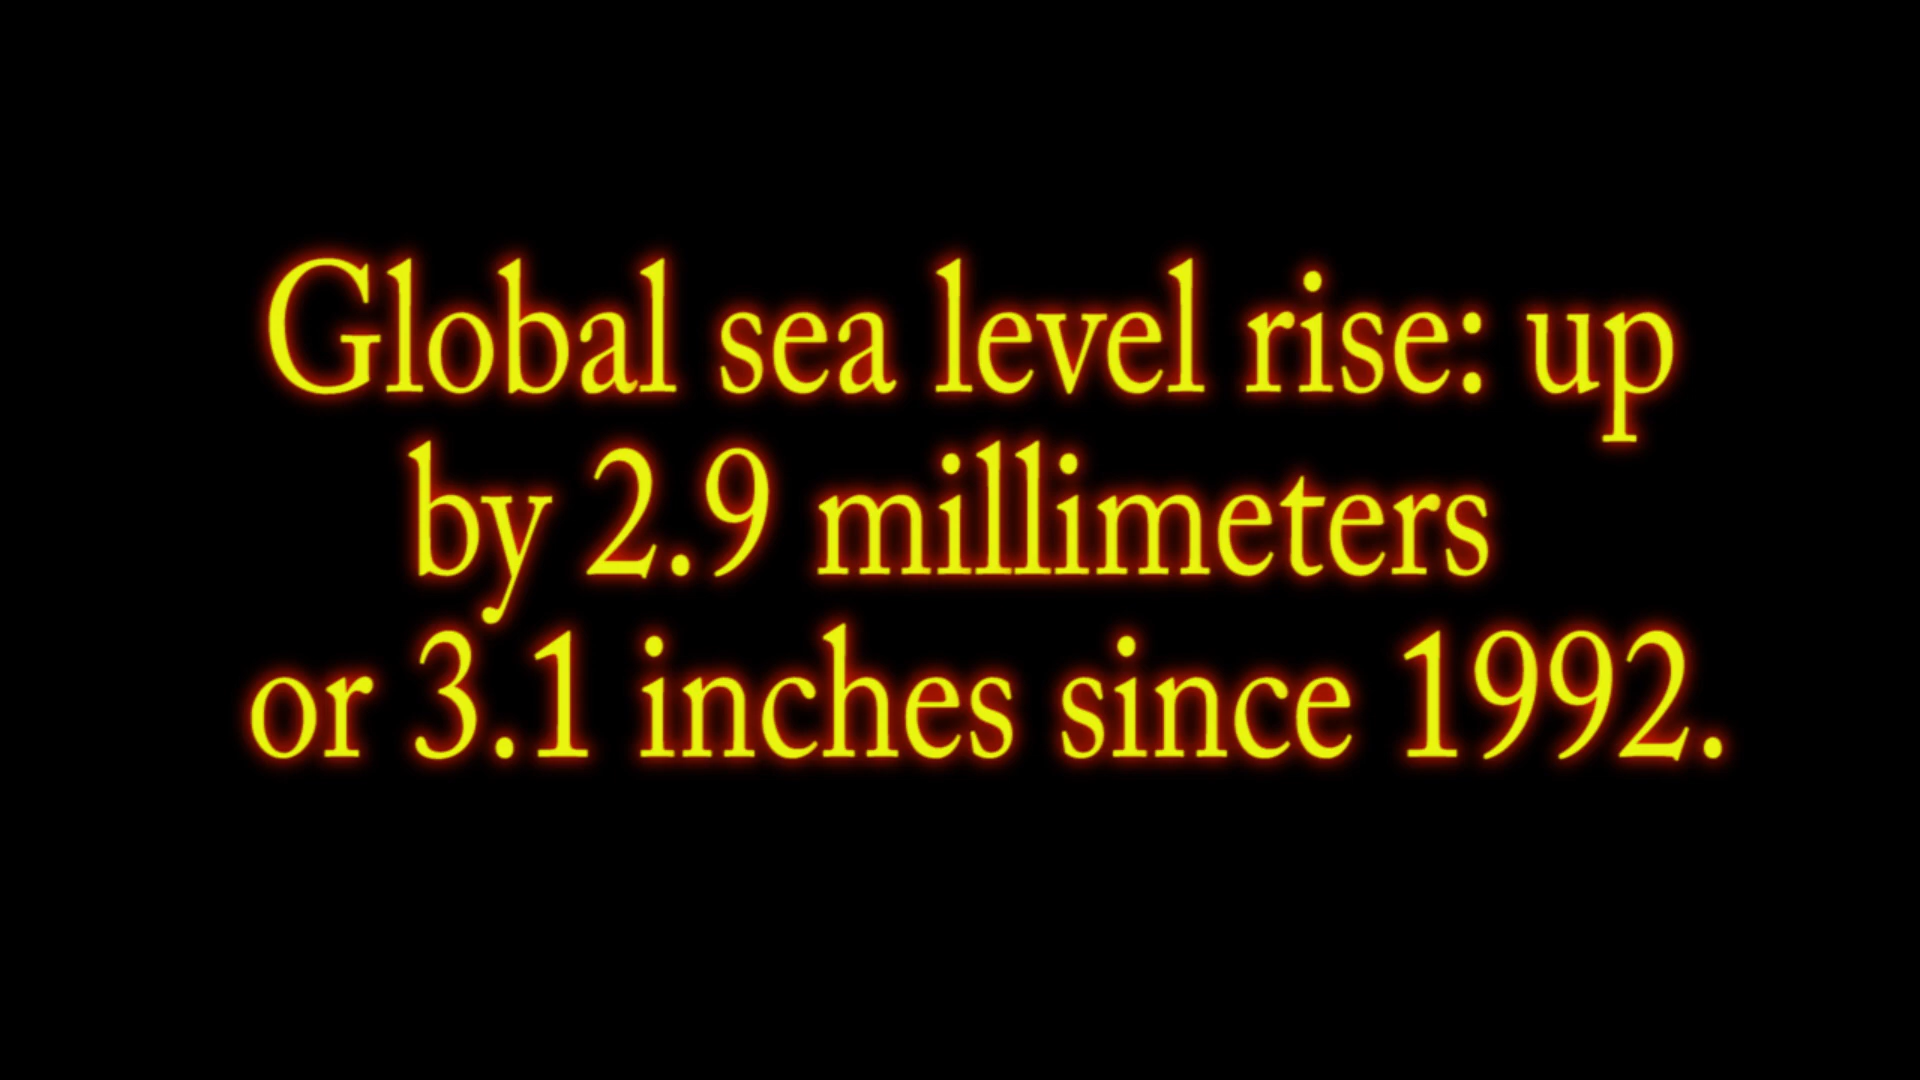 Global sea level rise: up
by 2.9 millimeters
or 3.1 inches since 1992.